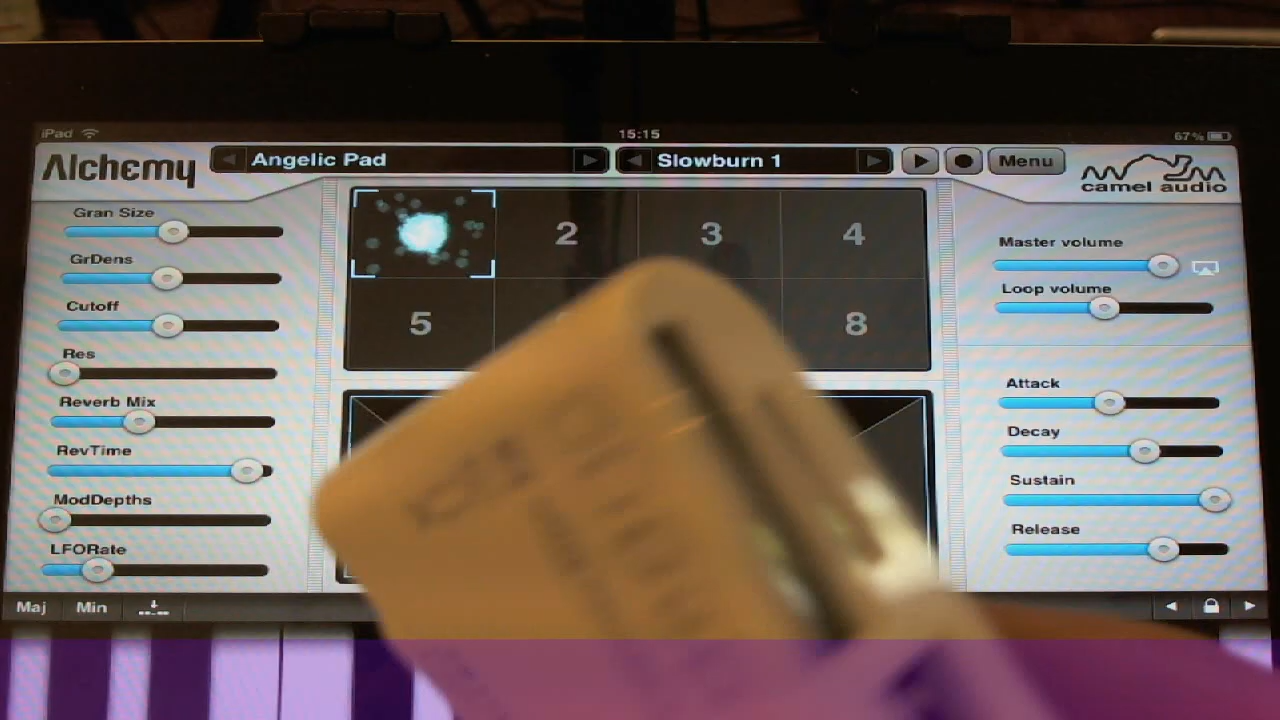 iPad 15:15 67%
Alchemy Angelic Pad Slowburn 1 Menu camel audio
Gran Size
GrDens
Cutoff
Res
Reverb Mix
RevTime
ModDepths
LFORate
2 3 4
5 8
Master volume
Loop volume
Attack
Decay
Sustain
Release
Maj Min